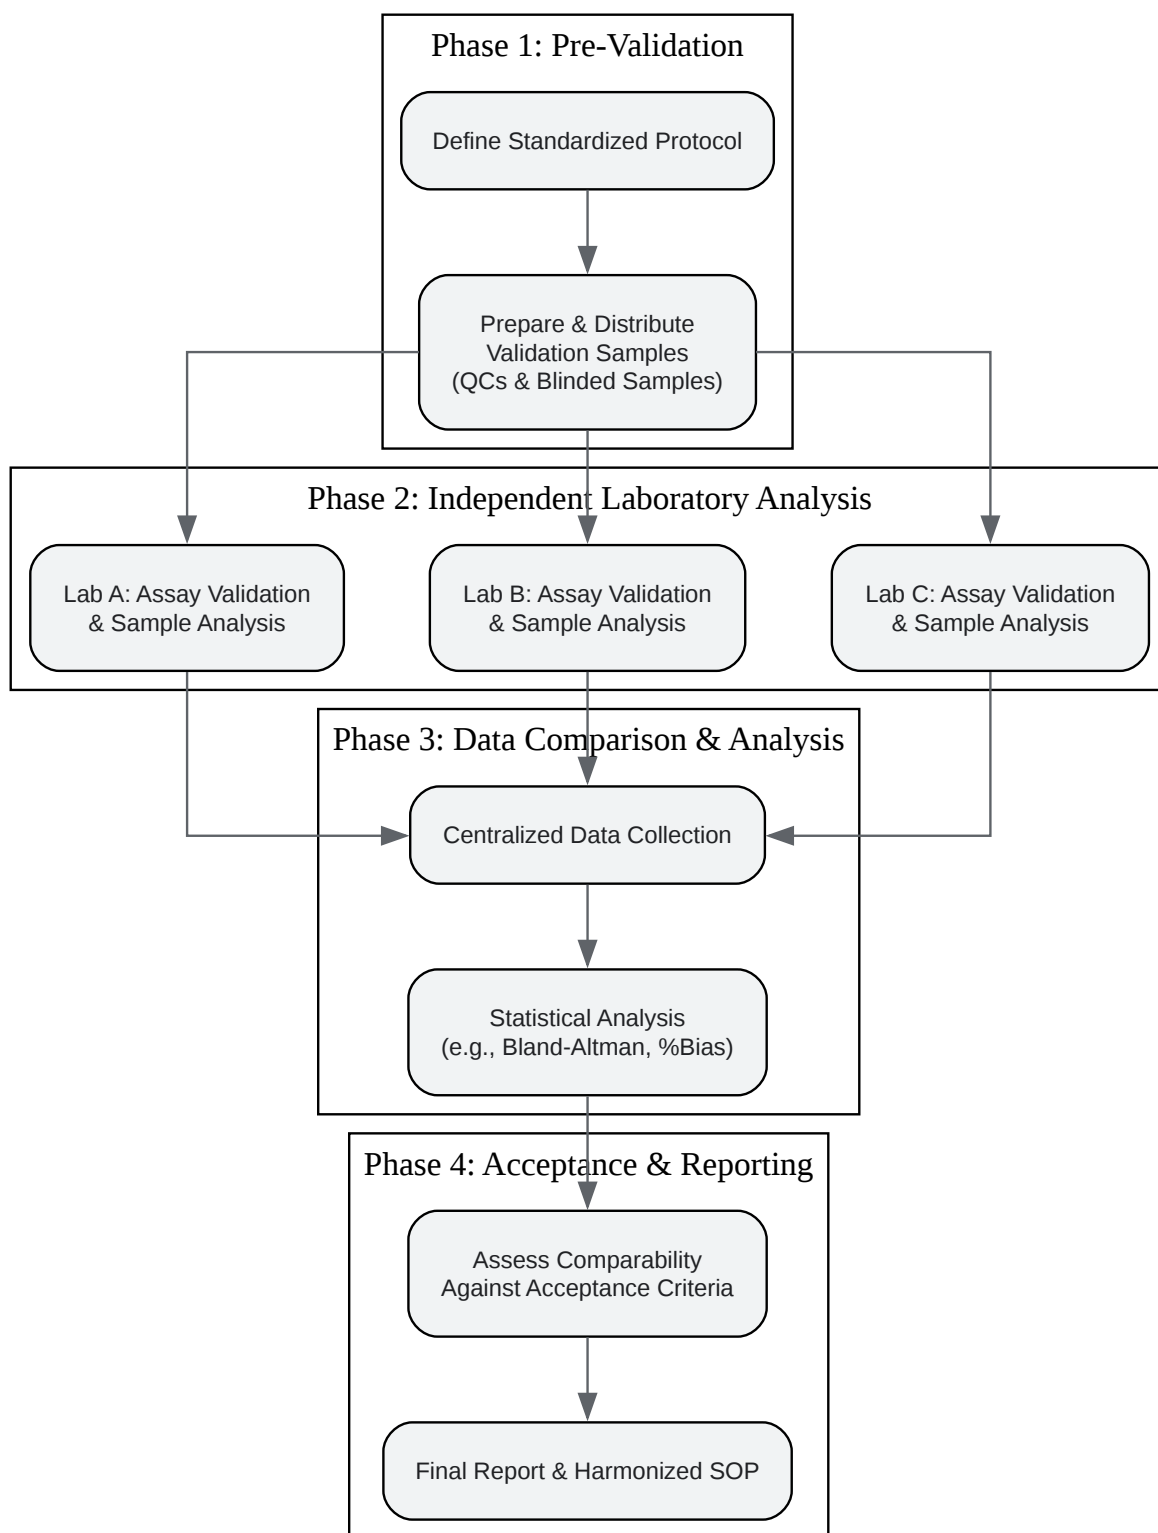 Phase 1: Pre-Validation
Define Standardized Protocol
Prepare & Distribute
Validation Samples
(QCs & Blinded Samples)
Phase 2: Independent Laboratory Analysis
Lab A: Assay Validation
& Sample Analysis
Lab B: Assay Validation
& Sample Analysis
Lab C: Assay Validation
& Sample Analysis
Phase 3: Data Comparison & Analysis
Centralized Data Collection
Statistical Analysis
(e.g., Bland-Altman, %Bias)
Phase 4: Acceptance & Reporting
Assess Comparability
Against Acceptance Criteria
Final Report & Harmonized SOP